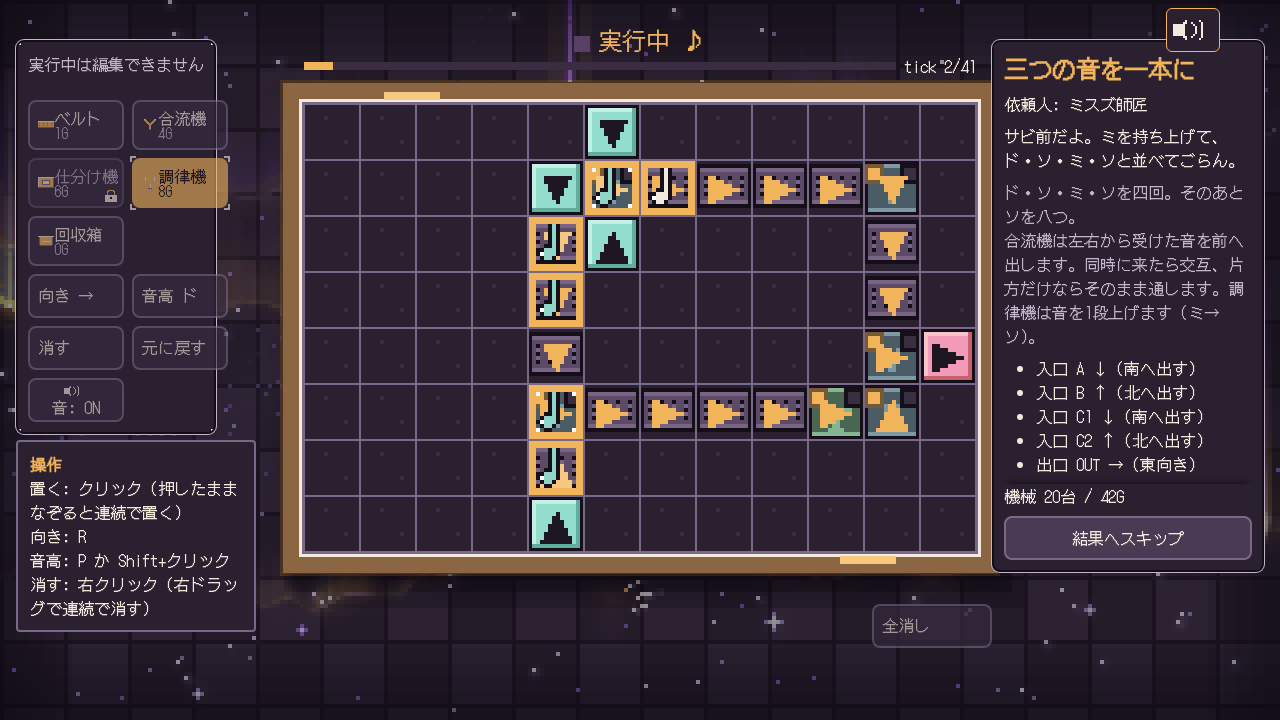 実行中 ♪
tick 2/41
実行中は編集できません
ベルト
1G
合流機
4G
仕分け機
6G
調律機
8G
回収箱
0G
向き →
音高 ド
消す
元に戻す
音: ON
操作
置く: クリック (押したまま
なぞると連続で置く)
向き: R
音高: P か Shift+クリック
消す: 右クリック (右ドラッ
グで連続で消す)
三つの音を一本に
依頼人: ミスズ師匠
サビ前だよ。ミを持ち上げて、
ド・ソ・ミ・ソと並べてごらん。
ド・ソ・ミ・ソを四回。そのあと
ソを八つ。
合流機は左右から受けた音を前へ
出します。同時に来たら交互、片
方だけならそのまま通します。調
律機は音を1段上げます (ミ→
ソ)。
• 入口 A ↓ (南へ出す)
• 入口 B ↑ (北へ出す)
• 入口 C1 ↓ (南へ出す)
• 入口 C2 ↑ (北へ出す)
• 出口 OUT → (東向き)
機械 20台 / 42G
結果へスキップ
全消し